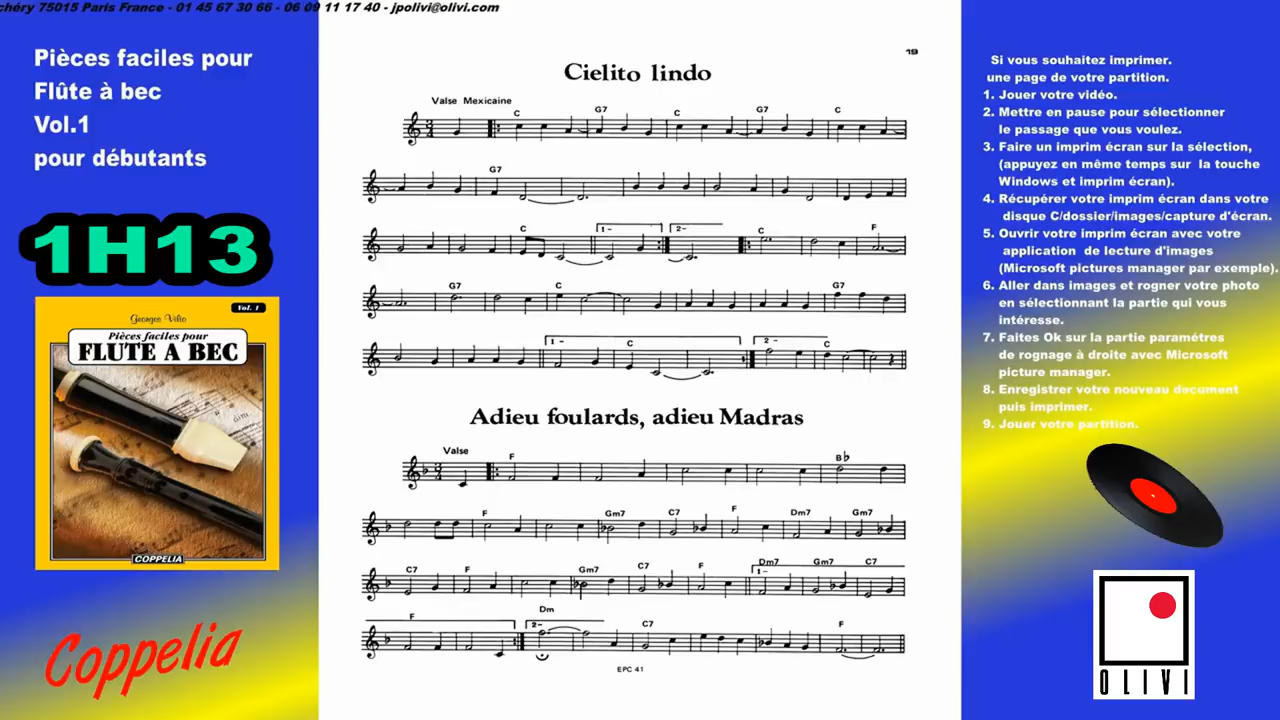 chéry 75015 Paris France - 01 45 67 30 66 - 06 09 11 17 40 - jpolivi@olivi.com
Pièces faciles pour
Flûte à bec
Vol.1
pour débutants
1H13
Vol. 1
Georges Velto
Pièces faciles pour
FLUTE A BEC
COPPELIA
Coppelia
19
Cielito lindo
Valse Mexicaine
C G7 C G7 C
G7
C 1- 2- C F
G7 C G7
1- C 2- C
Adieu foulards, adieu Madras
Valse
F B♭
F Gm7 C7 F Dm7 Gm7
C7 F Gm7 C7 F 1- Dm7 Gm7 C7
F 2- Dm C7 F
EPC 41
Si vous souhaitez imprimer.
une page de votre partition.
1. Jouer votre vidéo.
2. Mettre en pause pour sélectionner
le passage que vous voulez.
3. Faire un imprim écran sur la sélection,
(appuyez en même temps sur la touche
Windows et imprim écran).
4. Récupérer votre imprim écran dans votre
disque C/dossier/images/capture d'écran.
5. Ouvrir votre imprim écran avec votre
application de lecture d'images
(Microsoft pictures manager par exemple).
6. Aller dans images et rogner votre photo
en sélectionnant la partie qui vous
intéresse.
7. Faites Ok sur la partie paramétres
de rognage à droite avec Microsoft
picture manager.
8. Enregistrer votre nouveau document
puis imprimer.
9. Jouer votre partition.
OLIVI